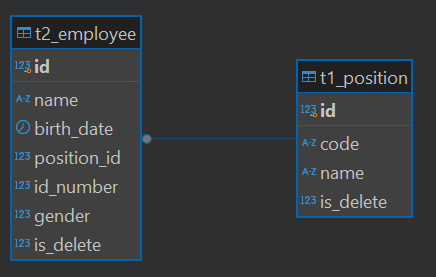 t2_employee
123 id
A-Z name
birth_date
123 position_id
123 id_number
123 gender
123 is_delete
t1_position
123 id
A-Z code
A-Z name
123 is_delete